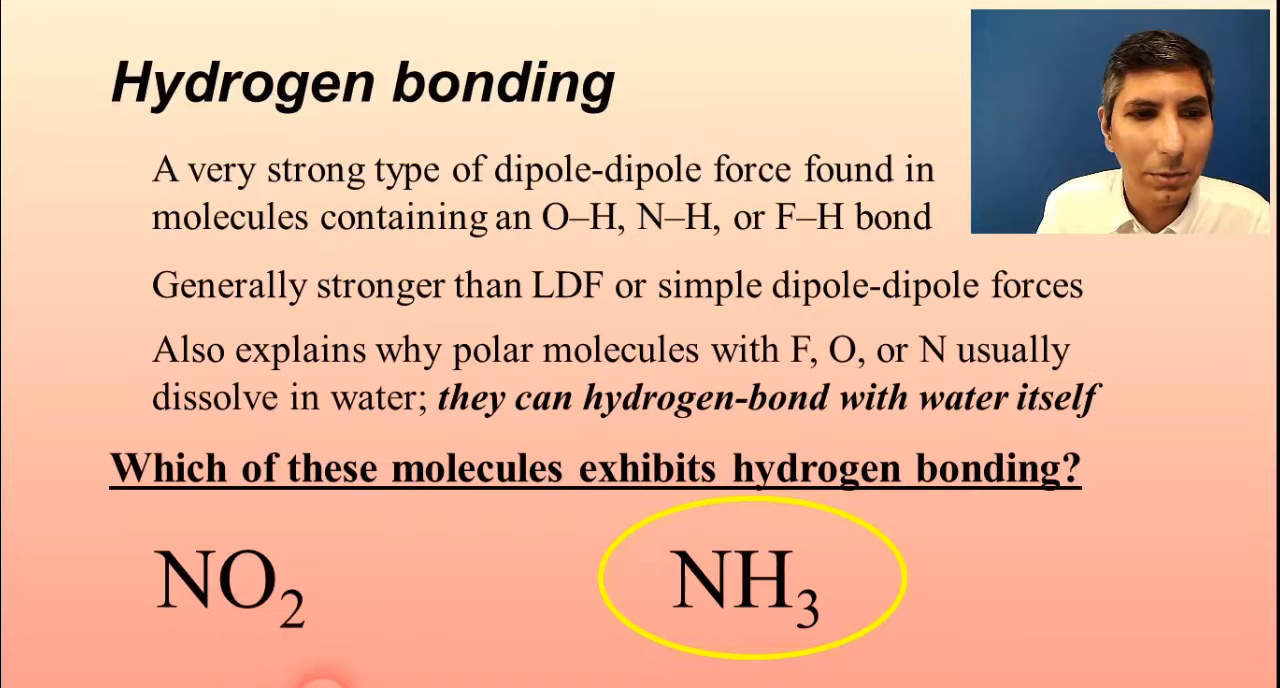 Hydrogen bonding
A very strong type of dipole-dipole force found in
molecules containing an O–H, N–H, or F–H bond
Generally stronger than LDF or simple dipole-dipole forces
Also explains why polar molecules with F, O, or N usually
dissolve in water; they can hydrogen-bond with water itself
Which of these molecules exhibits hydrogen bonding?
NO₂ NH₃